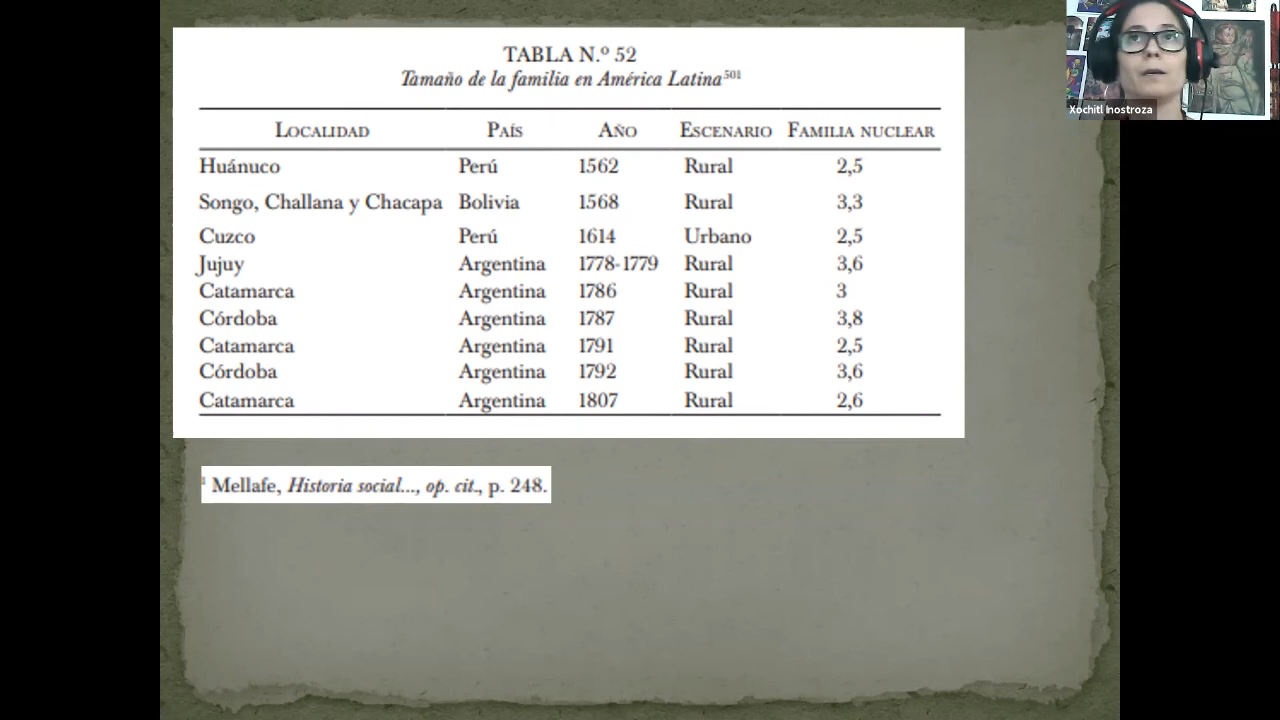 TABLA N.º 52
Tamaño de la familia en América Latina501
LOCALIDAD PAÍS AÑO ESCENARIO FAMILIA NUCLEAR
Huánuco Perú 1562 Rural 2,5
Songo, Challana y Chacapa Bolivia 1568 Rural 3,3
Cuzco Perú 1614 Urbano 2,5
Jujuy Argentina 1778-1779 Rural 3,6
Catamarca Argentina 1786 Rural 3
Córdoba Argentina 1787 Rural 3,8
Catamarca Argentina 1791 Rural 2,5
Córdoba Argentina 1792 Rural 3,6
Catamarca Argentina 1807 Rural 2,6
1 Mellafe, Historia social..., op. cit., p. 248.
Xochitl Inostroza